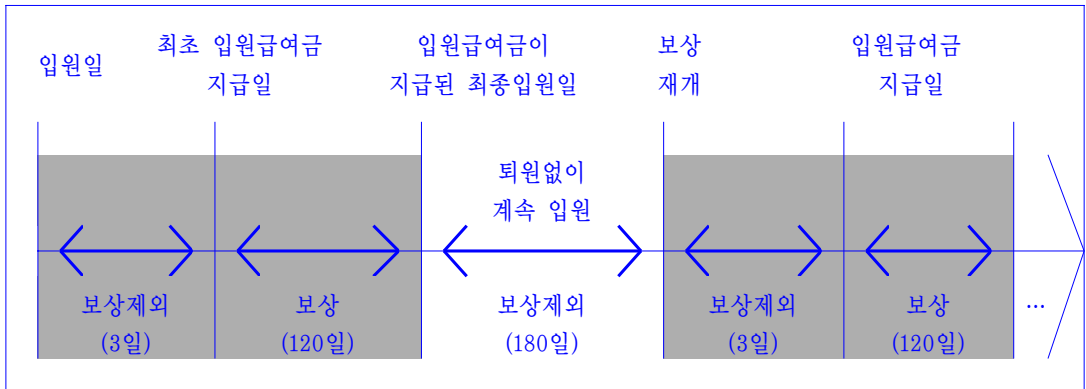 입원일
최초 입원급여금
지급일
입원급여금이
지급된 최종입원일
보상
재개
입원급여금
지급일
퇴원없이
계속 입원
보상제외
(3일)
보상
(120일)
보상제외
(180일)
보상제외
(3일)
보상
(120일)
…